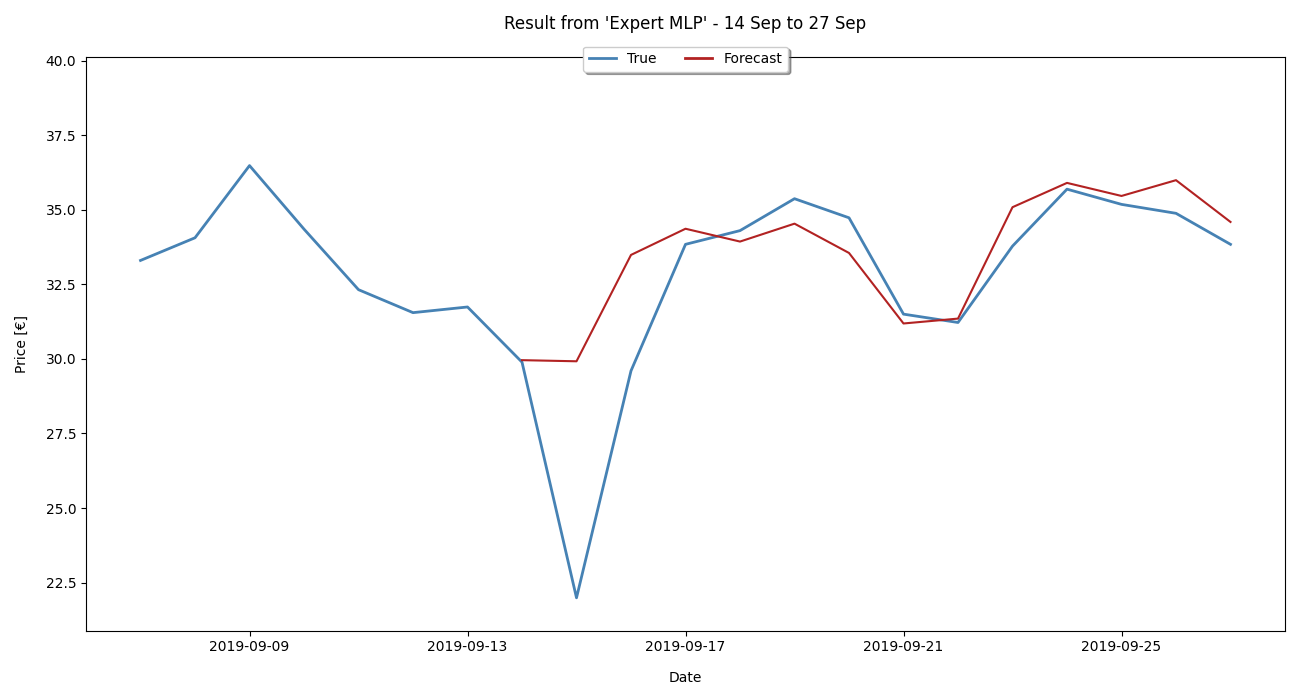 Result from 'Expert MLP' - 14 Sep to 27 Sep
True Forecast
40.0
37.5
35.0
32.5
30.0
27.5
25.0
22.5
Price [€]
2019-09-09 2019-09-13 2019-09-17 2019-09-21 2019-09-25
Date